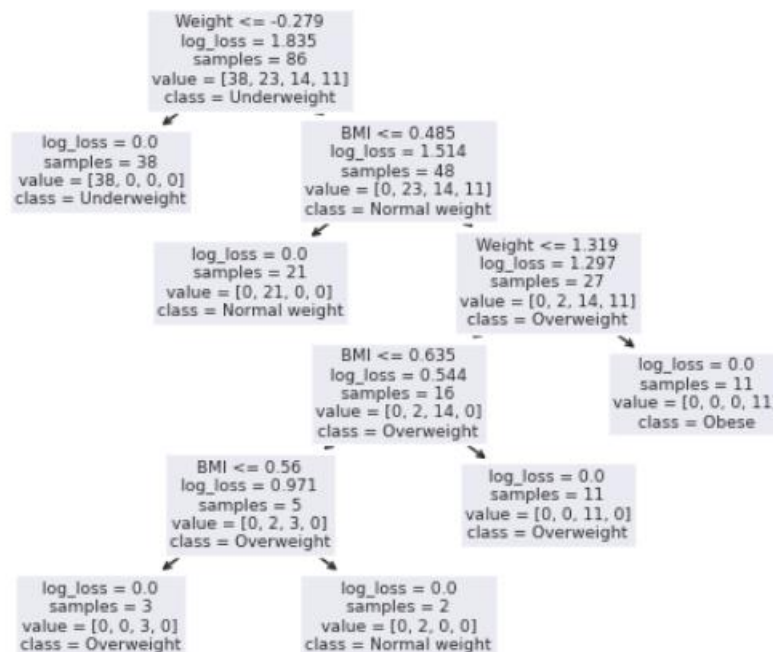 Weight <= -0.279
log_loss = 1.835
samples = 86
value = [38, 23, 14, 11]
class = Underweight
log_loss = 0.0
samples = 38
value = [38, 0, 0, 0]
class = Underweight
BMI <= 0.485
log_loss = 1.514
samples = 48
value = [0, 23, 14, 11]
class = Normal weight
log_loss = 0.0
samples = 21
value = [0, 21, 0, 0]
class = Normal weight
Weight <= 1.319
log_loss = 1.297
samples = 27
value = [0, 2, 14, 11]
class = Overweight
BMI <= 0.635
log_loss = 0.544
samples = 16
value = [0, 2, 14, 0]
class = Overweight
log_loss = 0.0
samples = 11
value = [0, 0, 0, 11
class = Obese
BMI <= 0.56
log_loss = 0.971
samples = 5
value = [0, 2, 3, 0]
class = Overweight
log_loss = 0.0
samples = 11
value = [0, 0, 11, 0]
class = Overweight
log_loss = 0.0
samples = 3
value = [0, 0, 3, 0]
class = Overweight
log_loss = 0.0
samples = 2
value = [0, 2, 0, 0]
class = Normal weight